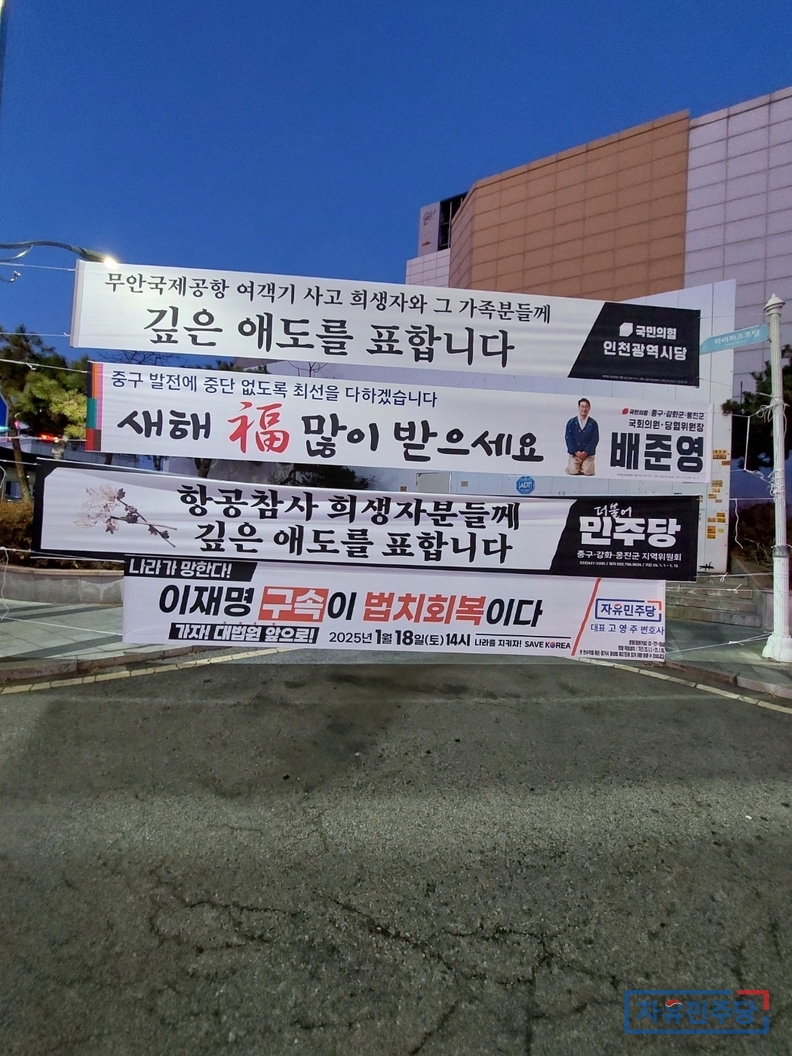 무안국제공항 여객기 사고 희생자와 그 가족분들께
깊은 애도를 표합니다
국민의힘
인천광역시당
중구 발전에 중단 없도록 최선을 다하겠습니다
새해 福 많이 받으세요
국민의힘 중구·강화군·옹진군
국회의원·당협위원장
배준영
ADT
항공참사 희생자분들께
깊은 애도를 표합니다
더불어
민주당
중구·강화·옹진군 지역위원회
나라가 망한다!
이재명 구속이 법치회복이다
가자! 대법원 앞으로! 2025년 1월 18일(토) 14시 나라를 지키자! SAVE KOREA
자유민주당
대표 고영주 변호사
자유민주당